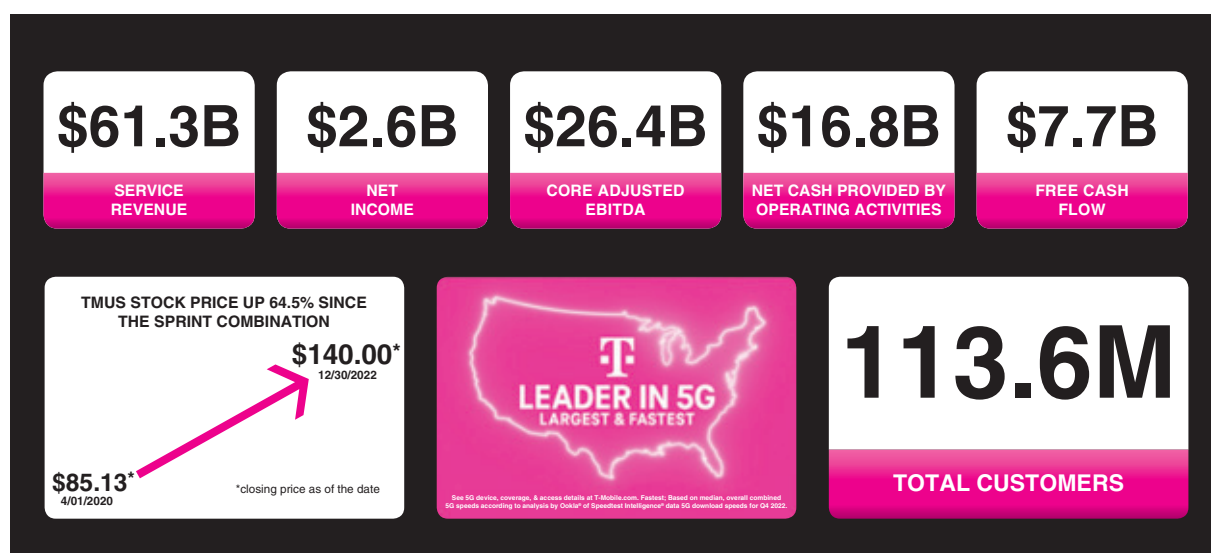 $61.3B
SERVICE
REVENUE
$2.6B
NET
INCOME
$26.4B
CORE ADJUSTED
EBITDA
$16.8B
NET CASH PROVIDED BY
OPERATING ACTIVITIES
$7.7B
FREE CASH
FLOW
TMUS STOCK PRICE UP 64.5% SINCE
THE SPRINT COMBINATION
$140.00*
12/30/2022
$85.13*
4/01/2020
*closing price as of the date
T
LEADER IN 5G
LARGEST & FASTEST
See 5G device, coverage, & access details at T-Mobile.com. Fastest; Based on median, overall combined
5G speeds according to analysis by Ookla® of Speedtest Intelligence® data 5G download speeds for Q4 2022.
113.6M
TOTAL CUSTOMERS